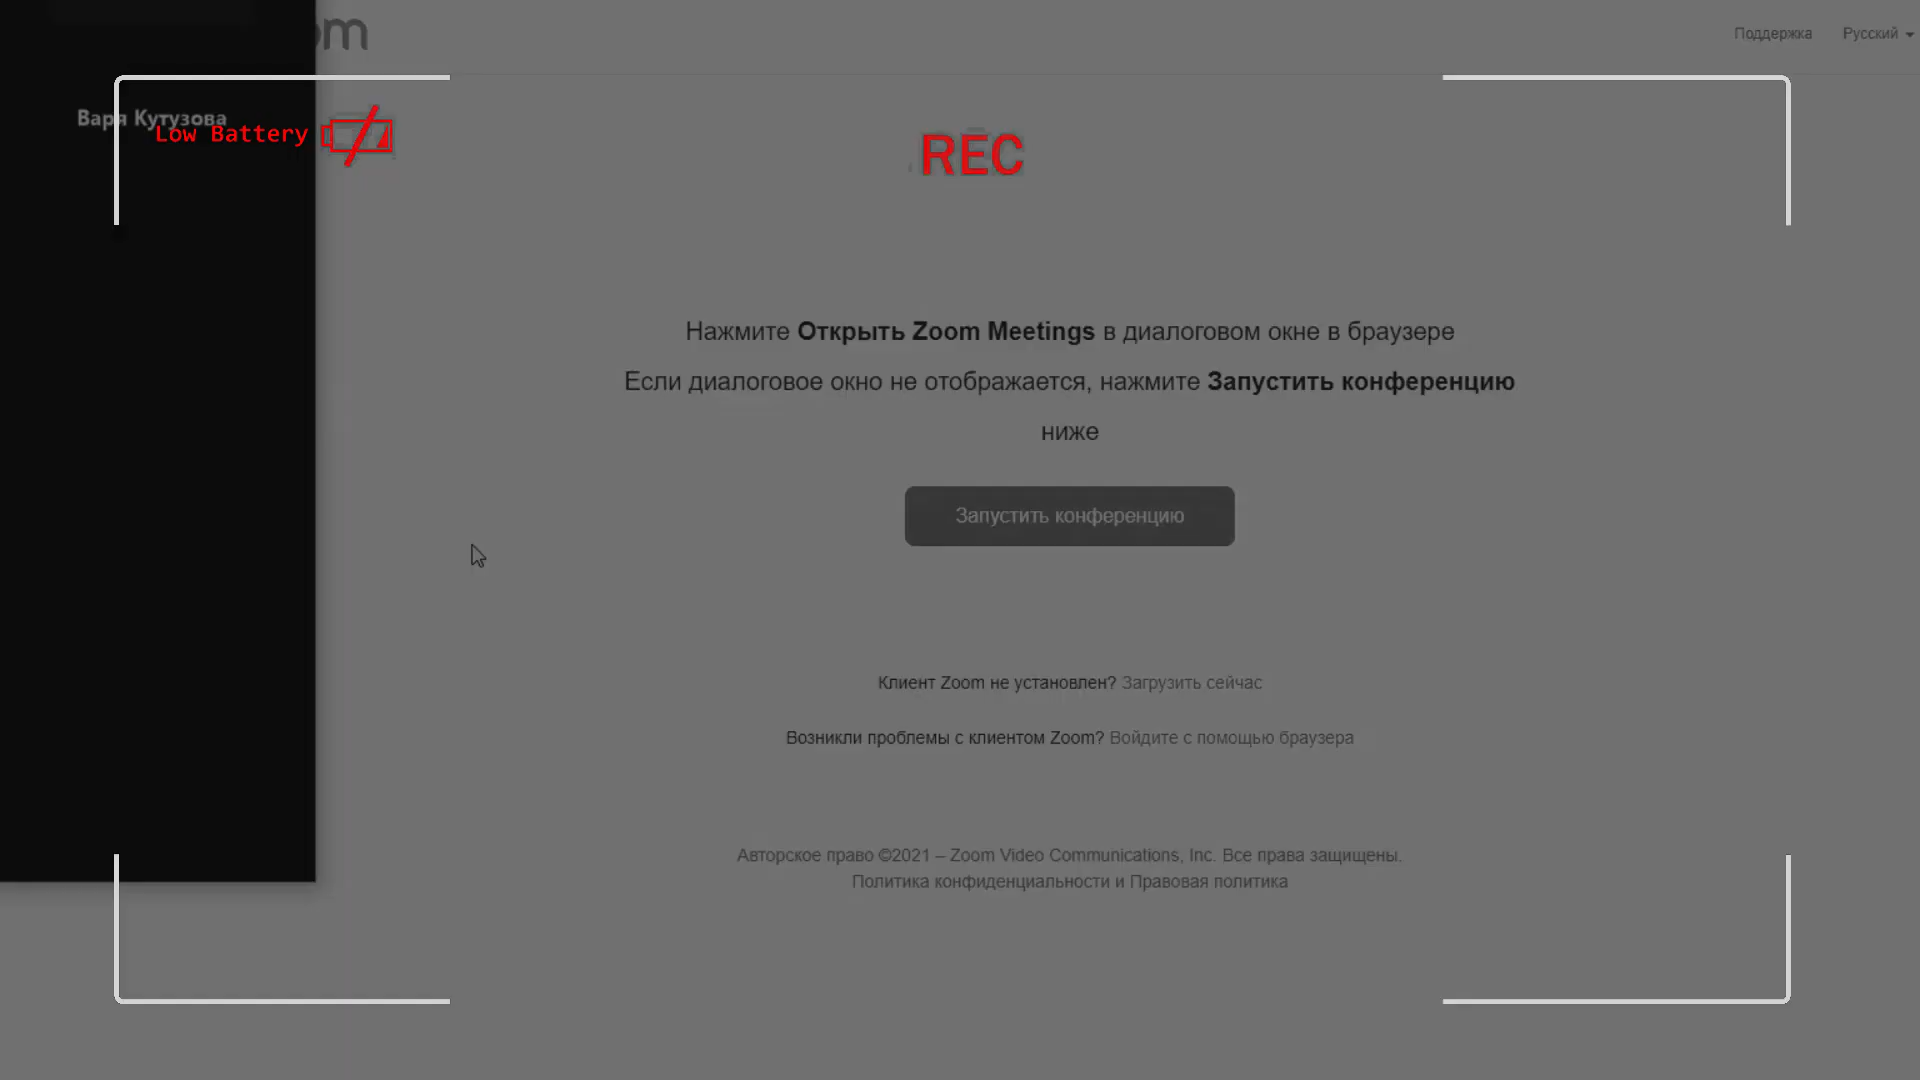 om
Поддержка
Русский
Варя Кутузова
Low Battery
REC
Нажмите Открыть Zoom Meetings в диалоговом окне в браузере
Если диалоговое окно не отображается, нажмите Запустить конференцию
ниже
Запустить конференцию
Клиент Zoom не установлен? Загрузить сейчас
Возникли проблемы с клиентом Zoom? Войдите с помощью браузера
Авторское право ©2021 – Zoom Video Communications, Inc. Все права защищены.
Политика конфиденциальности и Правовая политика